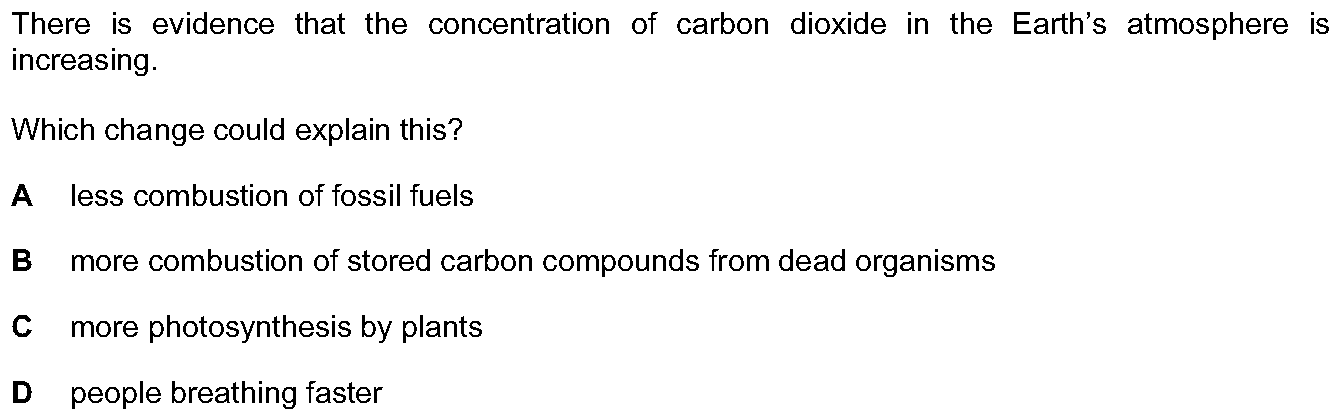 There is evidence that the concentration of carbon dioxide in the Earth’s atmosphere is
increasing.
Which change could explain this?
A less combustion of fossil fuels
B more combustion of stored carbon compounds from dead organisms
C more photosynthesis by plants
D people breathing faster